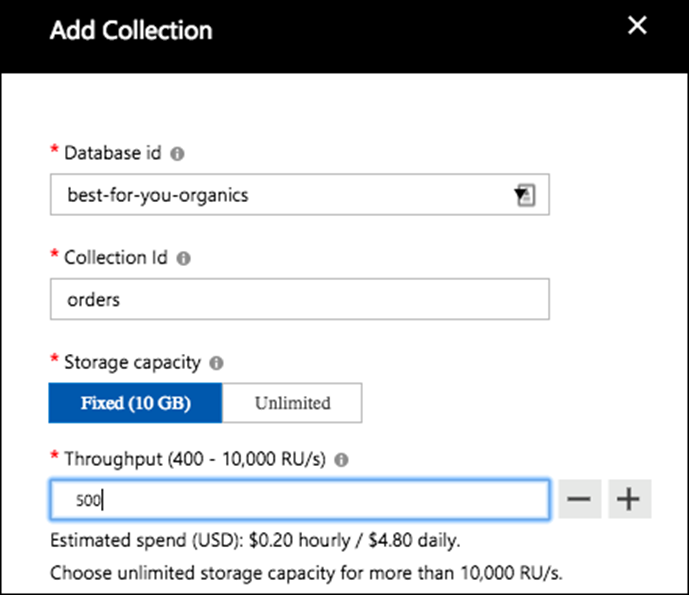 Add Collection
* Database id
best-for-you-organics
* Collection Id
orders
* Storage capacity
Fixed (10 GB) Unlimited
* Throughput (400 - 10,000 RU/s)
500
Estimated spend (USD): $0.20 hourly / $4.80 daily.
Choose unlimited storage capacity for more than 10,000 RU/s.